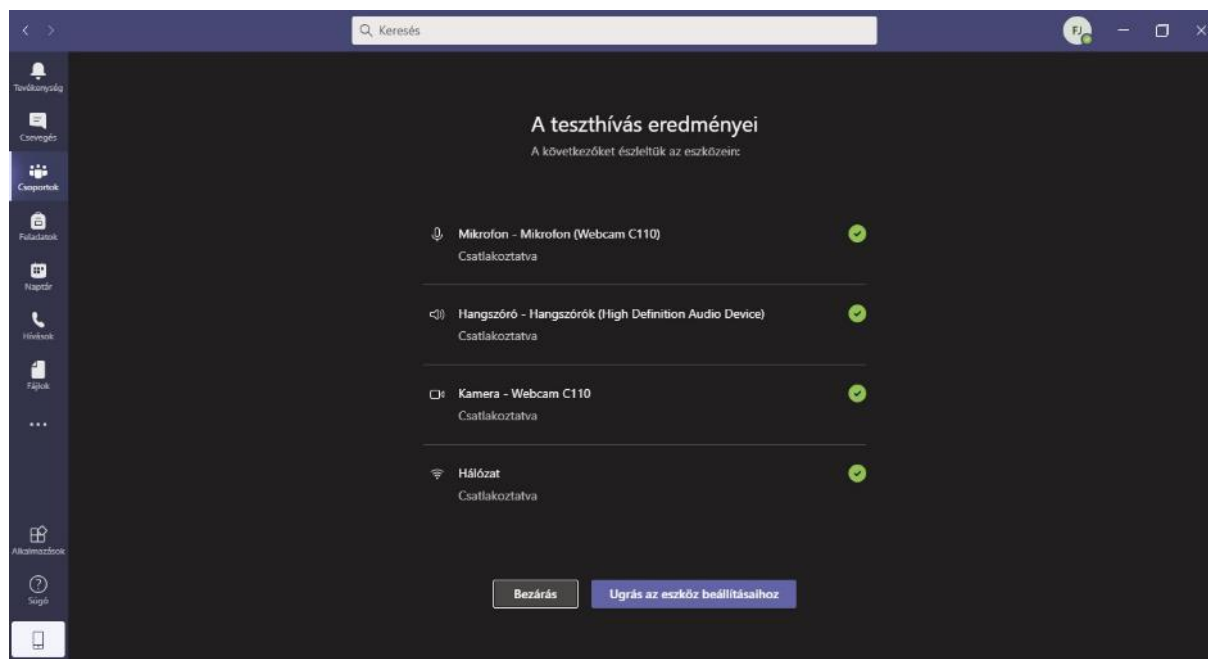 Keresés
FJ
Tevékenység
Csevegés
Csoportok
Feladatok
Naptár
Hívások
Fájlok
Alkalmazások
Súgó
A teszthívás eredményei
A következőket észleltük az eszközein:
Mikrofon - Mikrofon (Webcam C110)
Csatlakoztatva
Hangszóró - Hangszórók (High Definition Audio Device)
Csatlakoztatva
Kamera - Webcam C110
Csatlakoztatva
Hálózat
Csatlakoztatva
Bezárás
Ugrás az eszköz beállításaihoz